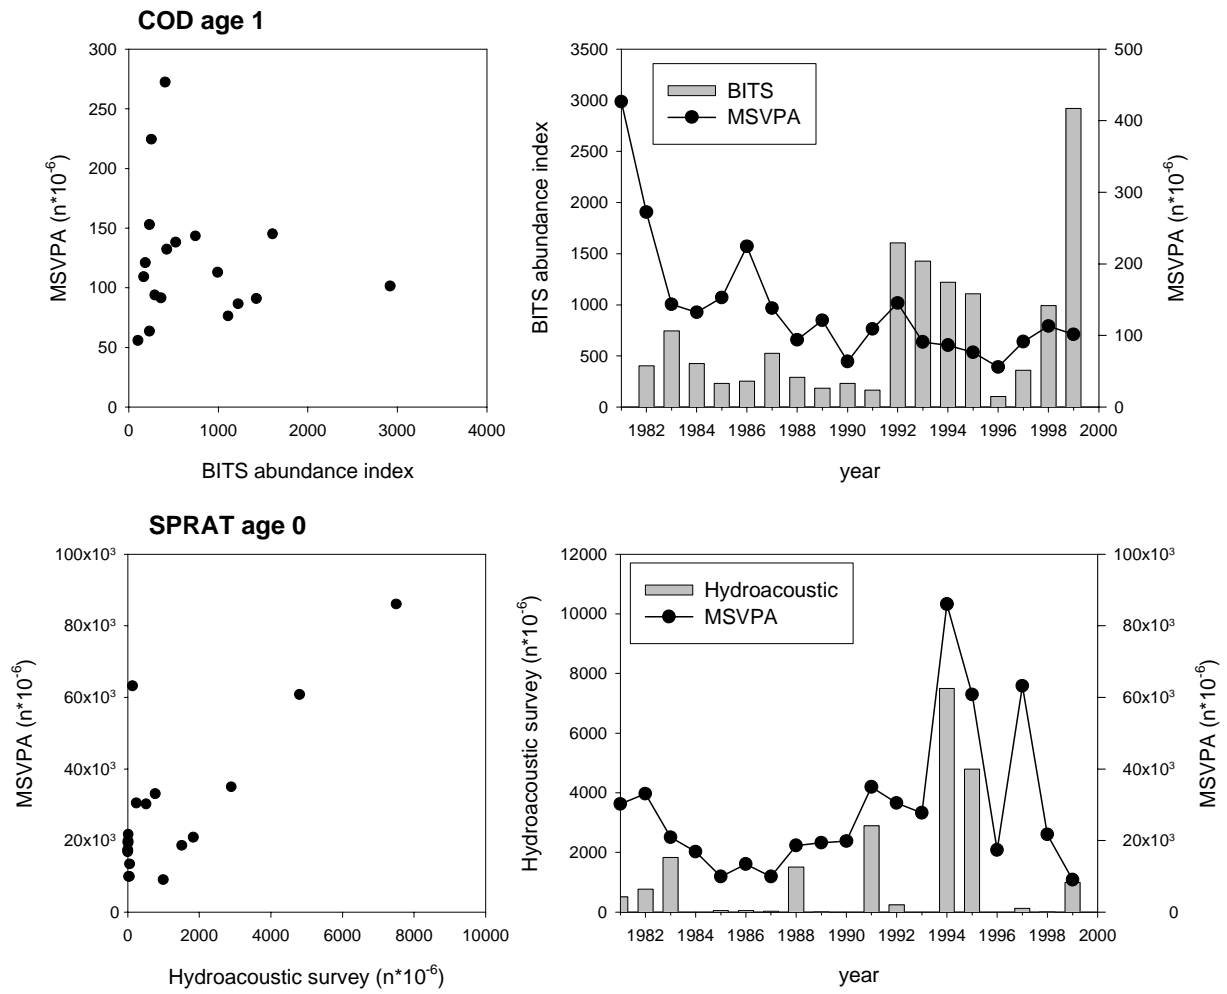 COD age 1
300
250
200
150
100
50
0
MSVPA (n*10-6)
0 1000 2000 3000 4000
BITS abundance index
3500
3000
2500
2000
1500
1000
500
0
BITS abundance index
BITS
MSVPA
500
400
300
200
100
0
MSVPA (n*10-6)
1982 1984 1986 1988 1990 1992 1994 1996 1998 2000
year
SPRAT age 0
100x10³
80x10³
60x10³
40x10³
20x10³
0
MSVPA (n*10-6)
0 2000 4000 6000 8000 10000
Hydroacoustic survey (n*10-6)
12000
10000
8000
6000
4000
2000
0
Hydroacoustic survey (n*10-6)
Hydroacoustic
MSVPA
100x10³
80x10³
60x10³
40x10³
20x10³
0
MSVPA (n*10-6)
1982 1984 1986 1988 1990 1992 1994 1996 1998 2000
year